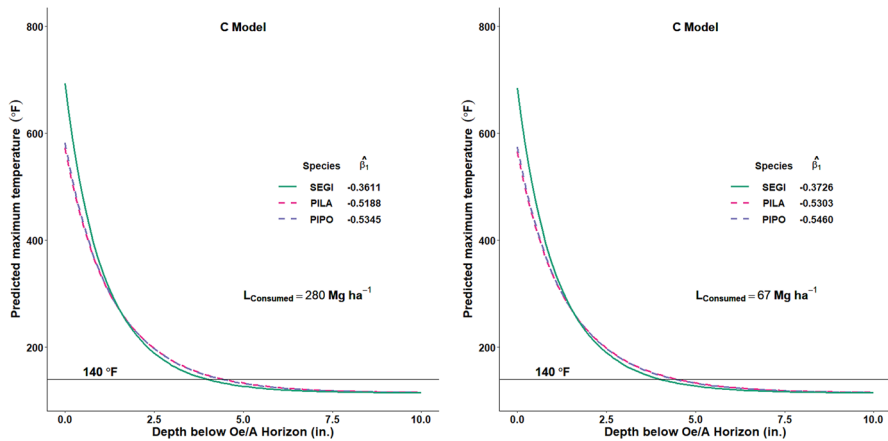 C Model
800
600
400
200
Predicted maximum temperature (°F)
Species β̂₁
SEGI -0.3611
PILA -0.5188
PIPO -0.5345
L_Consumed = 280 Mg ha⁻¹
140 °F
0.0 2.5 5.0 7.5 10.0
Depth below Oe/A Horizon (in.)
C Model
800
600
400
200
Predicted maximum temperature (°F)
Species β̂₁
SEGI -0.3726
PILA -0.5303
PIPO -0.5460
L_Consumed = 67 Mg ha⁻¹
140 °F
0.0 2.5 5.0 7.5 10.0
Depth below Oe/A Horizon (in.)